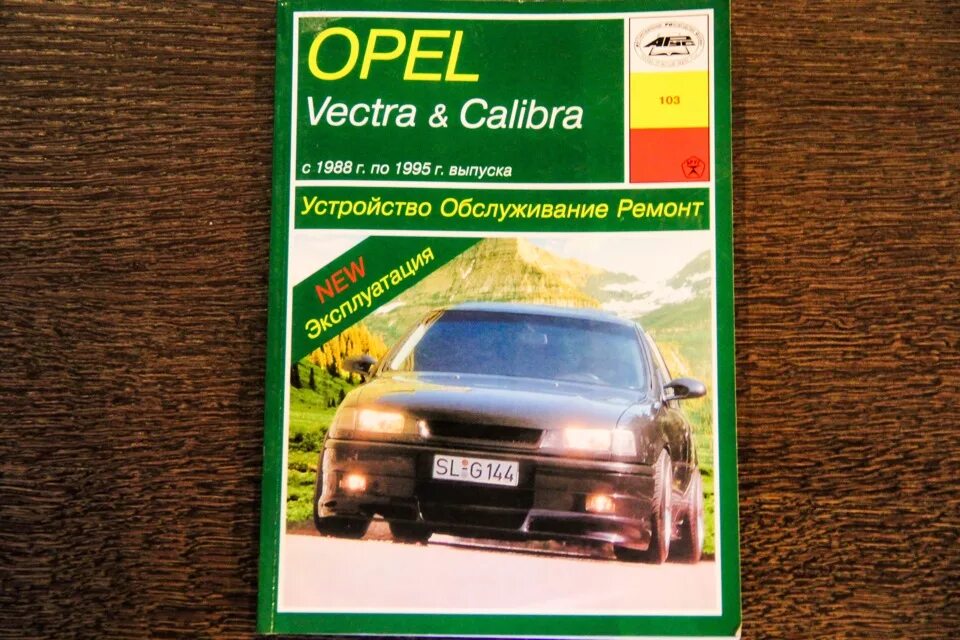 OPEL
Vectra & Calibra
с 1988 г. по 1995 г. выпуска
103
Устройство Обслуживание Ремонт
NEW
Эксплуатация
SL G 144